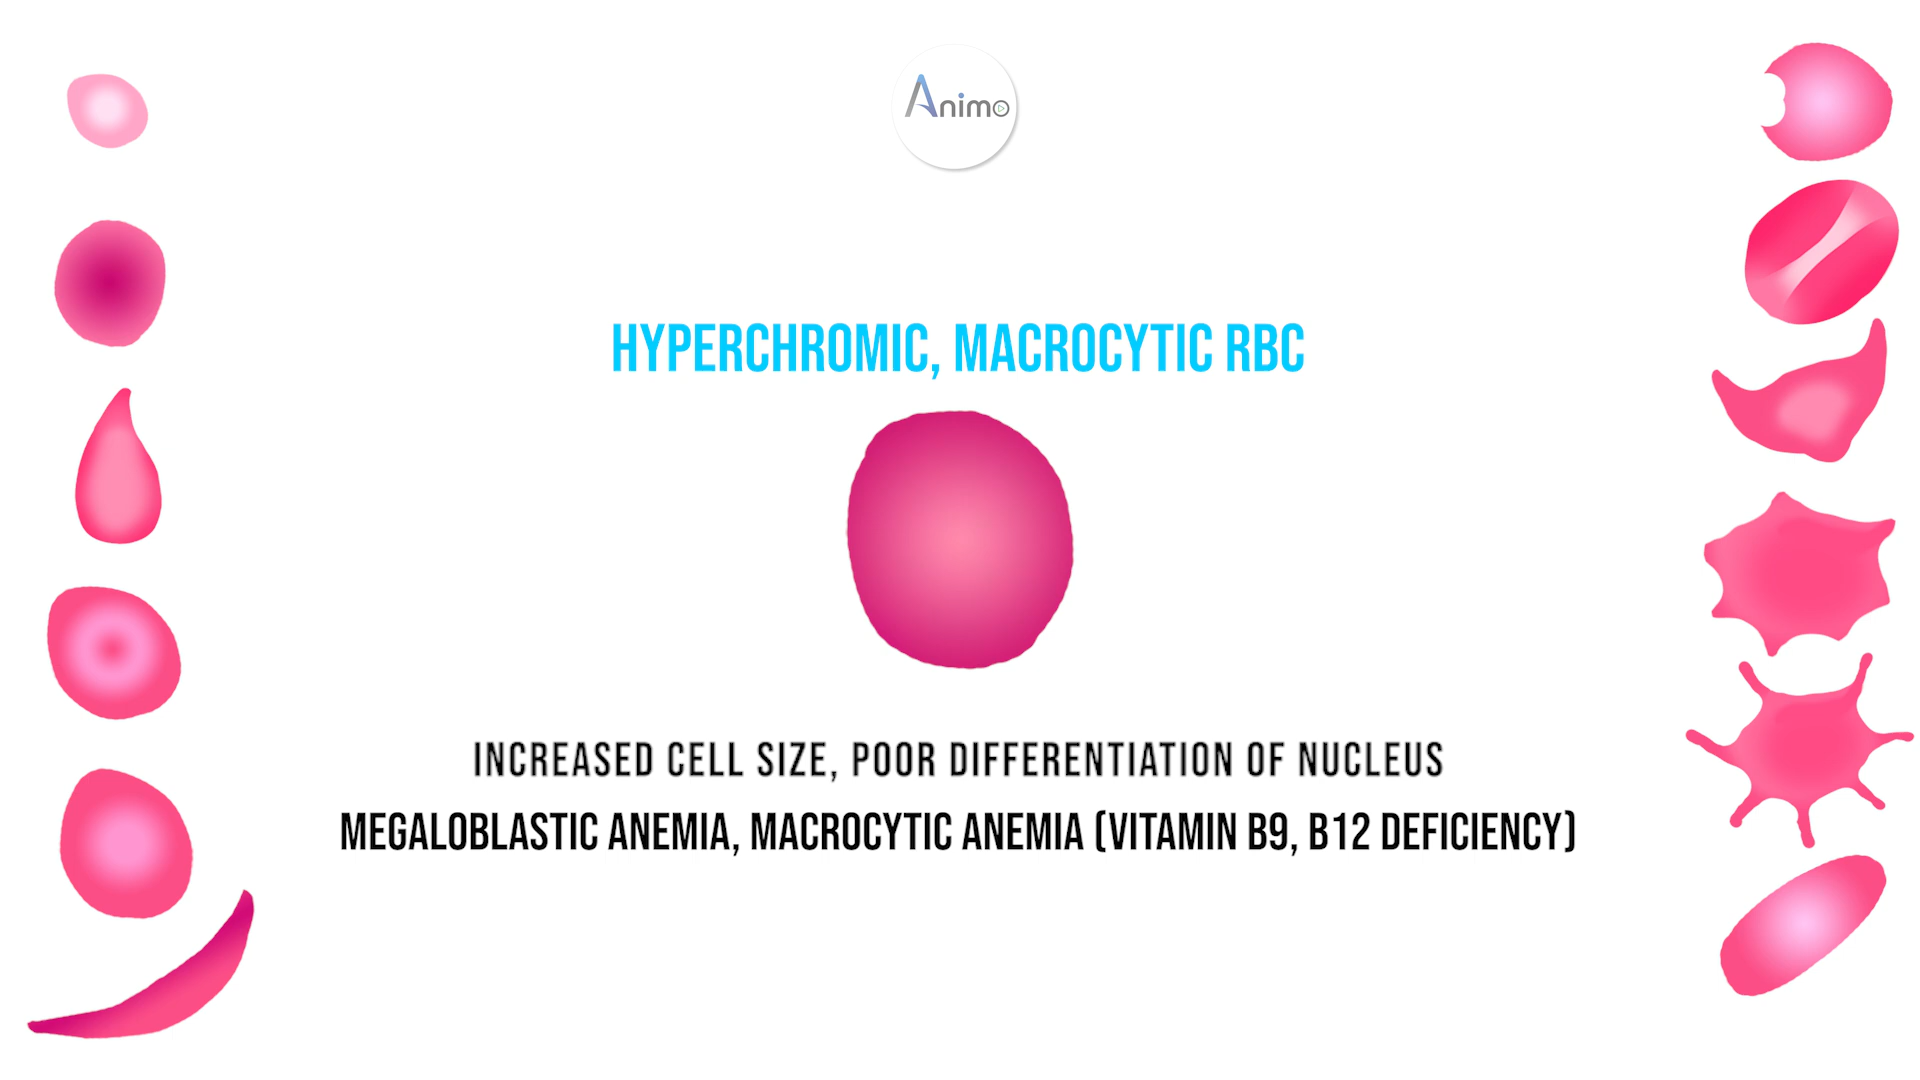 Animo
HYPERCHROMIC, MACROCYTIC RBC
INCREASED CELL SIZE, POOR DIFFERENTIATION OF NUCLEUS
MEGALOBLASTIC ANEMIA, MACROCYTIC ANEMIA (VITAMIN B9, B12 DEFICIENCY)